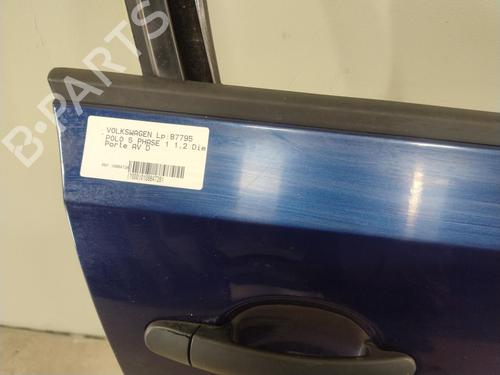 VOLKSWAGEN Lp:B7795
POLO 5 PHASE 1 1.2 Die
Porte AV D
B-PARTS